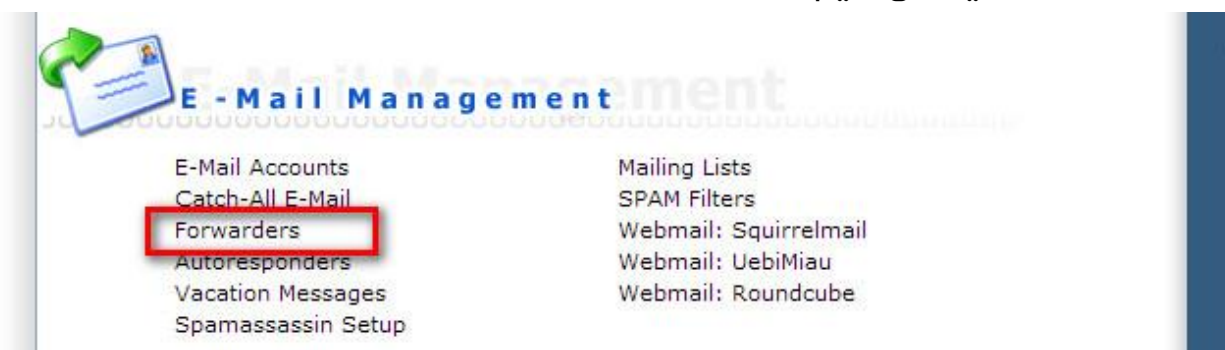 E-Mail Management
E-Mail Accounts
Catch-All E-Mail
Forwarders
Autoresponders
Vacation Messages
Spamassassin Setup
Mailing Lists
SPAM Filters
Webmail: Squirrelmail
Webmail: UebiMiau
Webmail: Roundcube